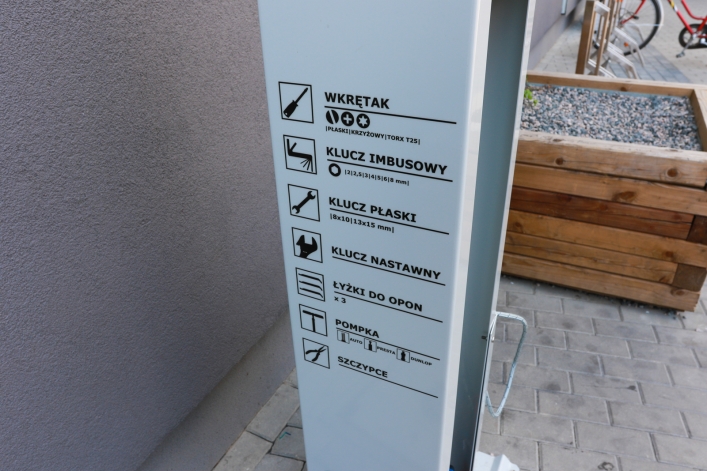 WKRĘTAK
|PŁASKI|KRZYŻOWY|TORX T25|
KLUCZ IMBUSOWY
|2|2,5|3|4|5|6|8 mm|
KLUCZ PŁASKI
|8x10|13x15 mm|
KLUCZ NASTAWNY
ŁYŻKI DO OPON
x 3
POMPKA
AUTO PRESTA DUNLOP
SZCZYPCE